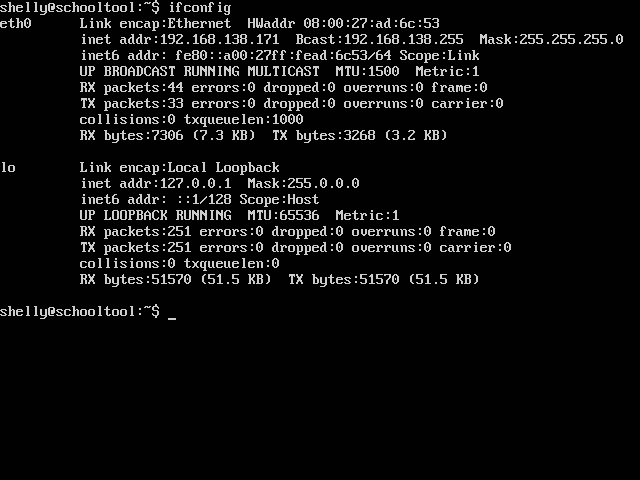 shelly@schooltool:~$ ifconfig
eth0      Link encap:Ethernet  HWaddr 08:00:27:ad:6c:53
          inet addr:192.168.138.171  Bcast:192.168.138.255  Mask:255.255.255.0
          inet6 addr: fe80::a00:27ff:fead:6c53/64 Scope:Link
          UP BROADCAST RUNNING MULTICAST  MTU:1500  Metric:1
          RX packets:44 errors:0 dropped:0 overruns:0 frame:0
          TX packets:33 errors:0 dropped:0 overruns:0 carrier:0
          collisions:0 txqueuelen:1000
          RX bytes:7306 (7.3 KB)  TX bytes:3268 (3.2 KB)

lo        Link encap:Local Loopback
          inet addr:127.0.0.1  Mask:255.0.0.0
          inet6 addr: ::1/128 Scope:Host
          UP LOOPBACK RUNNING  MTU:65536  Metric:1
          RX packets:251 errors:0 dropped:0 overruns:0 frame:0
          TX packets:251 errors:0 dropped:0 overruns:0 carrier:0
          collisions:0 txqueuelen:0
          RX bytes:51570 (51.5 KB)  TX bytes:51570 (51.5 KB)

shelly@schooltool:~$ _